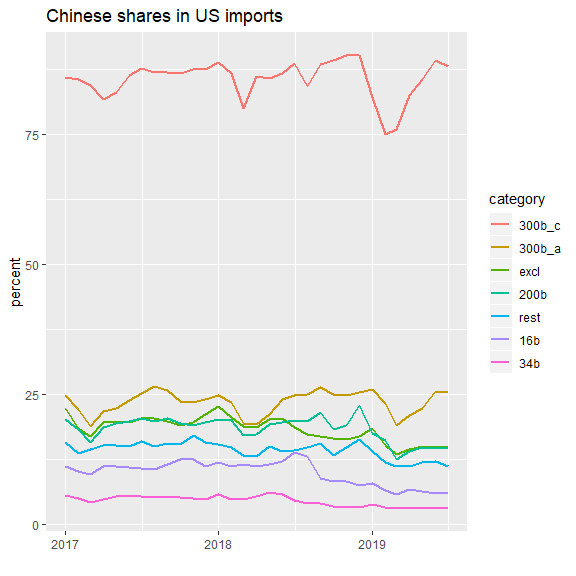 Chinese shares in US imports
percent
75
50
25
0
2017
2018
2019
category
300b_c
300b_a
excl
200b
rest
16b
34b